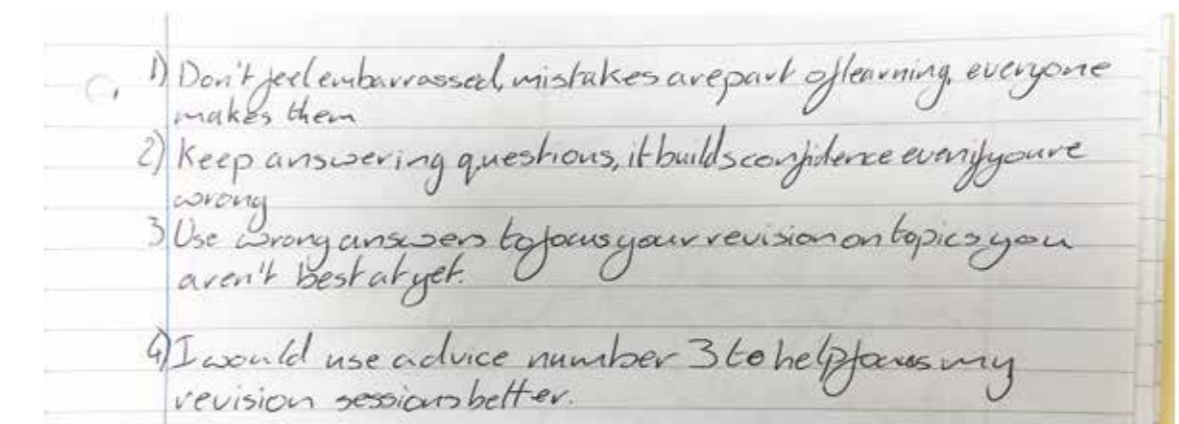 1) Don't feel embarrassed, mistakes are part of learning, everyone
makes them
2) Keep answering questions, it builds confidence even if youre
wrong
3 Use wrong answers to focus your revision on topics you
aren't best at yet.
4) I would use advice number 3 to help focus my
revision sessions better.